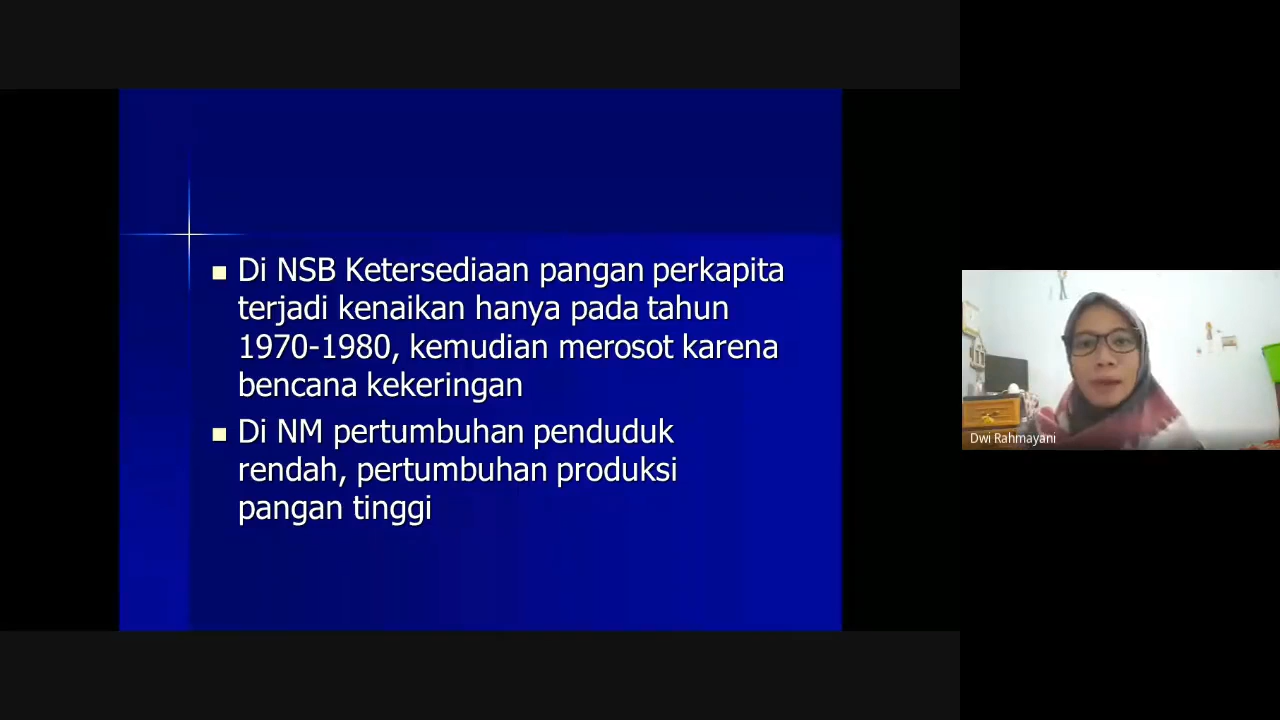 Di NSB Ketersediaan pangan perkapita
terjadi kenaikan hanya pada tahun
1970-1980, kemudian merosot karena
bencana kekeringan
Di NM pertumbuhan penduduk
rendah, pertumbuhan produksi
pangan tinggi
Dwi Rahmayani